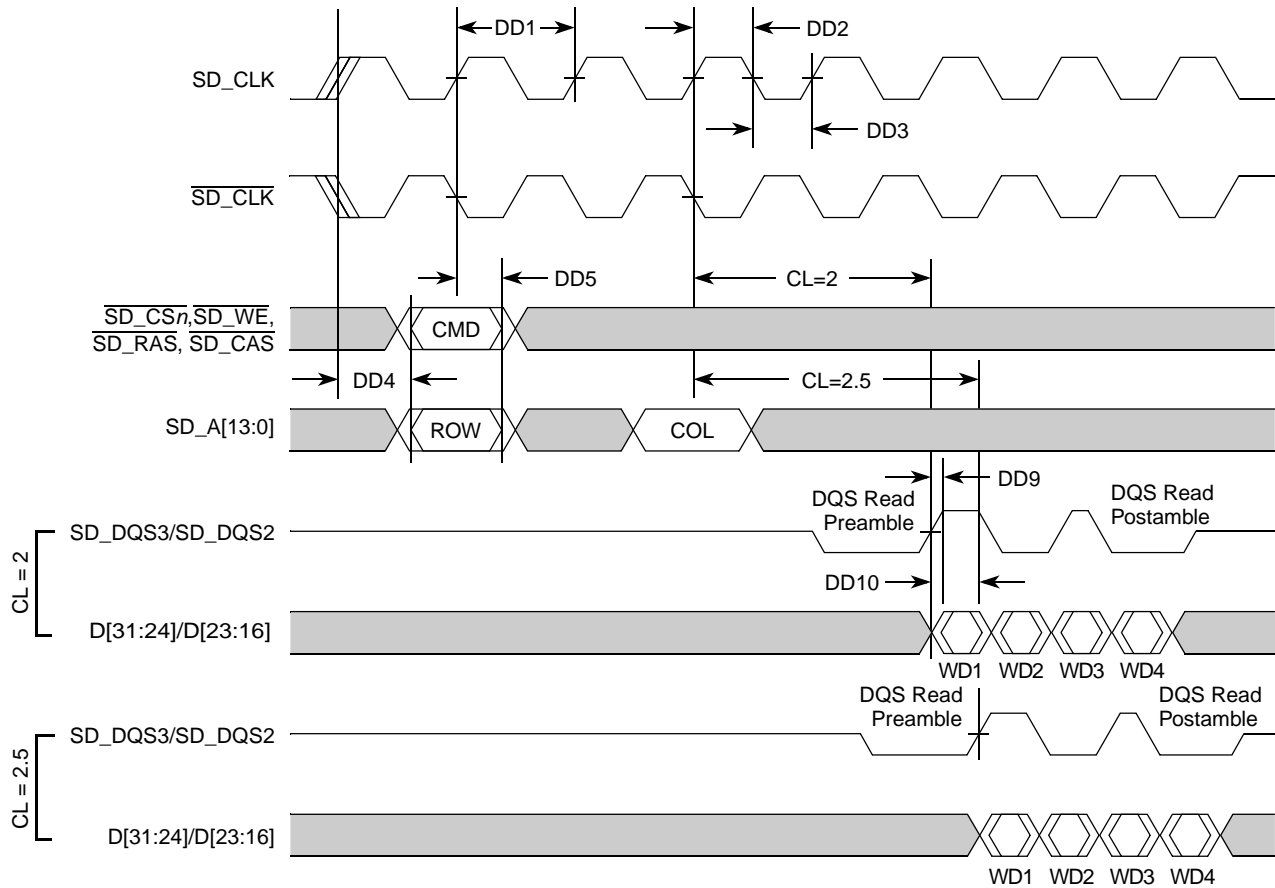 DD1
DD2
SD_CLK
DD3
SD_CLK
DD5
CL=2
SD_CSn,SD_WE,
SD_RAS, SD_CAS
CMD
DD4
CL=2.5
SD_A[13:0]
ROW
COL
DD9
DQS Read
Preamble
DQS Read
Postamble
CL = 2
SD_DQS3/SD_DQS2
DD10
D[31:24]/D[23:16]
WD1 WD2 WD3 WD4
DQS Read
Preamble
DQS Read
Postamble
CL = 2.5
SD_DQS3/SD_DQS2
D[31:24]/D[23:16]
WD1 WD2 WD3 WD4